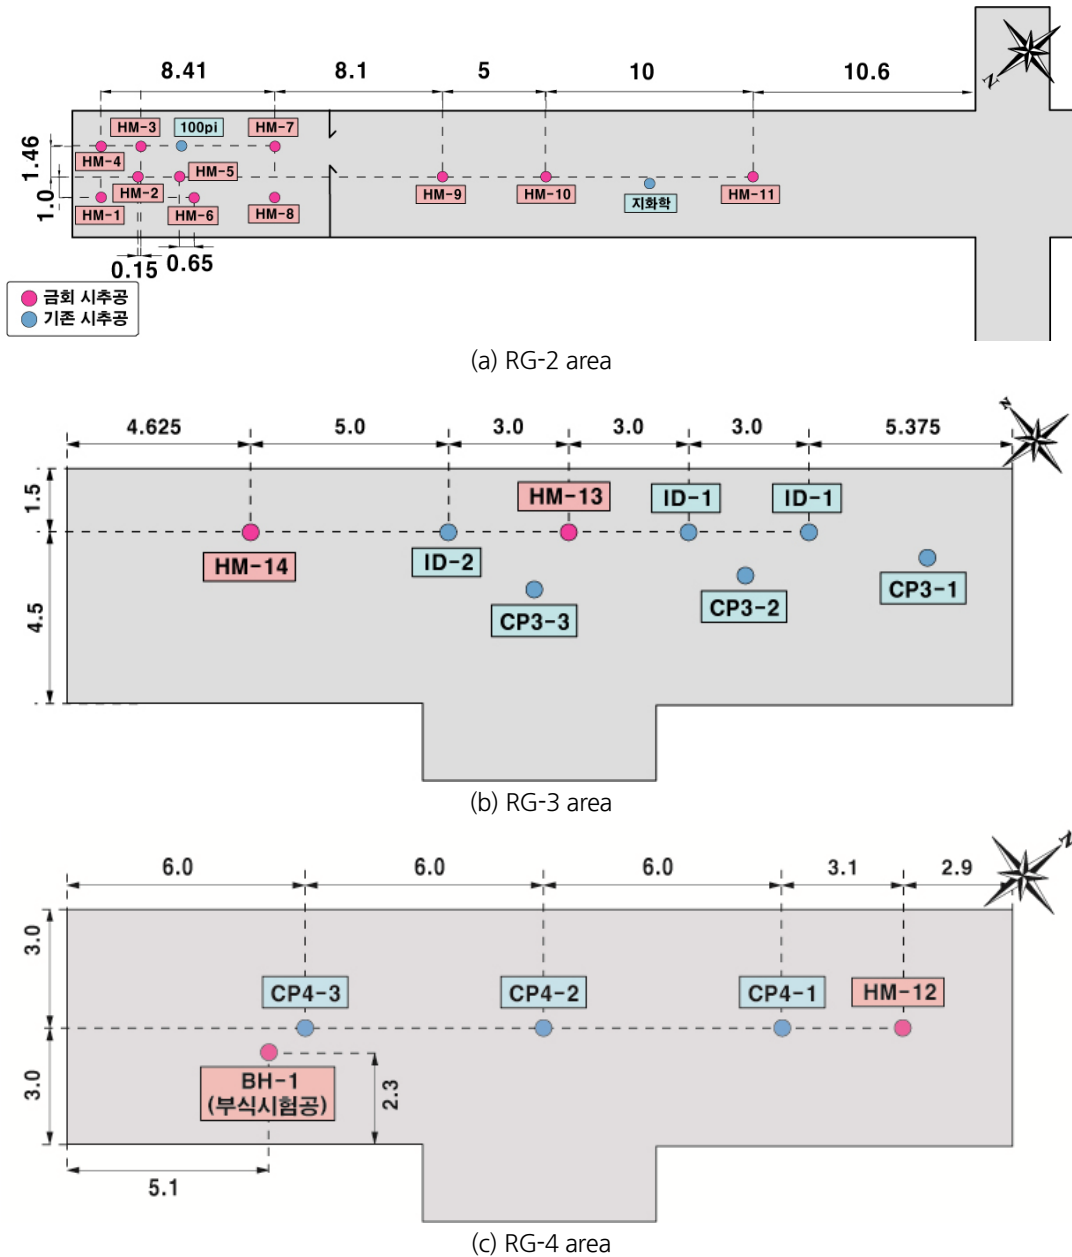 8.41
8.1
5
10
10.6
N
HM-3
100pi
HM-7
1.46
HM-4
HM-5
HM-2
HM-9
HM-10
지화학
HM-11
1.0
HM-1
HM-6
HM-8
0.15
0.65
금회 시추공
기존 시추공
(a) RG-2 area
4.625
5.0
3.0
3.0
3.0
5.375
N
1.5
HM-13
ID-1
ID-1
HM-14
ID-2
CP3-1
CP3-2
CP3-3
4.5
(b) RG-3 area
6.0
6.0
6.0
3.1
2.9
N
3.0
CP4-3
CP4-2
CP4-1
HM-12
3.0
BH-1
(부식시험공)
2.3
5.1
(c) RG-4 area